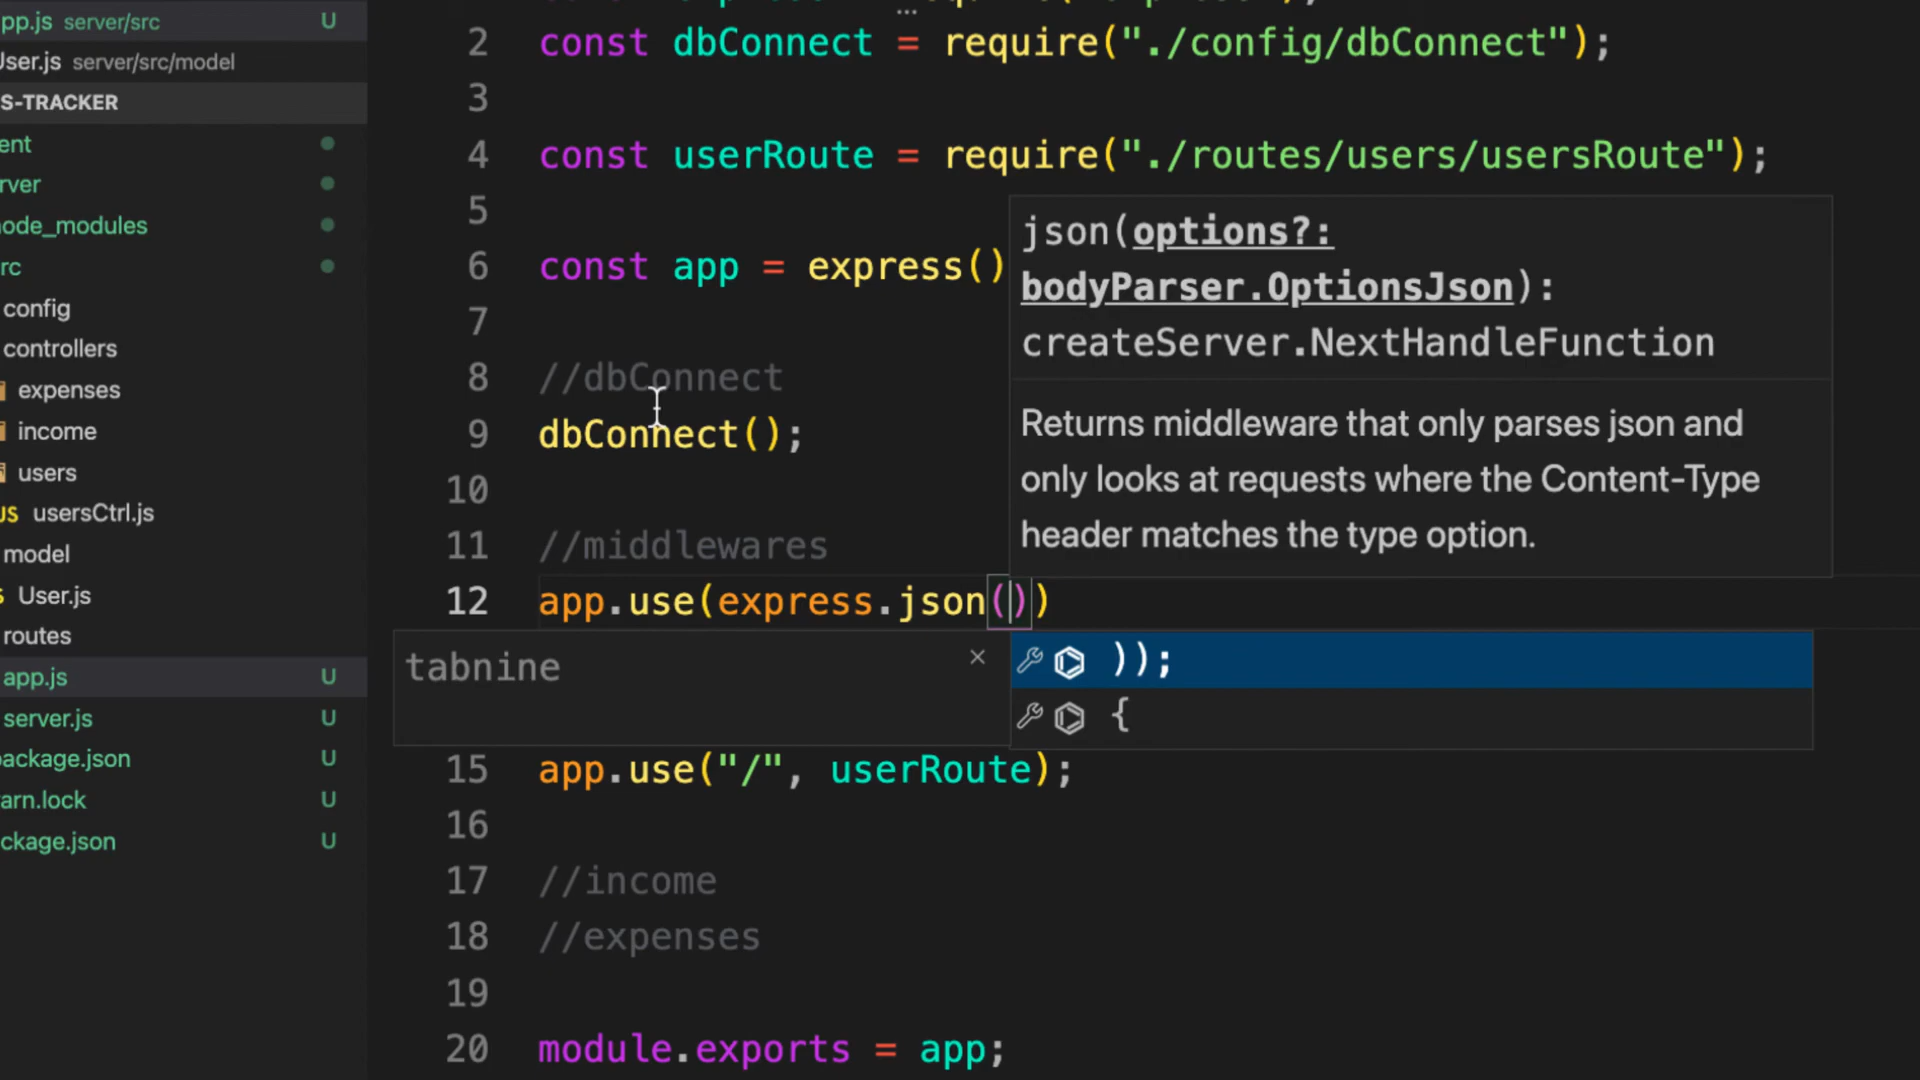 pp.js server/src U
User.js server/src/model
S-TRACKER
ent
rver
node_modules
rc
config
controllers
expenses
income
users
JS usersCtrl.js
model
User.js
routes
app.js U
server.js U
package.json U
arn.lock U
ckage.json U
2 const dbConnect = require("./config/dbConnect");
3
4 const userRoute = require("./routes/users/usersRoute");
5
6 const app = express()
7
8 //dbConnect
9 dbConnect();
10
11 //middlewares
12 app.use(express.json())
json(options?:
bodyParser.OptionsJson):
createServer.NextHandleFunction
Returns middleware that only parses json and
only looks at requests where the Content-Type
header matches the type option.
tabnine ×
));
{
15 app.use("/", userRoute);
16
17 //income
18 //expenses
19
20 module.exports = app;